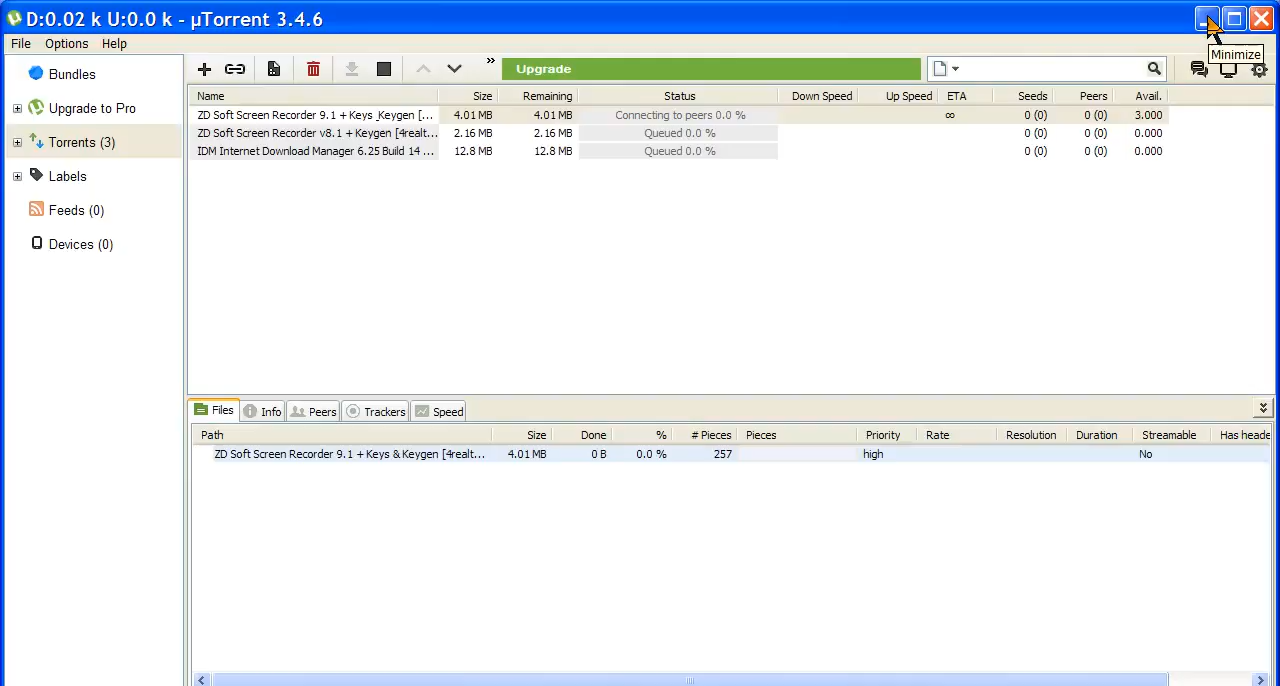 D:0.02 k U:0.0 k - µTorrent 3.4.6
File Options Help
Minimize
Bundles
Upgrade to Pro
Torrents (3)
Labels
Feeds (0)
Devices (0)
» Upgrade
Name Size Remaining Status Down Speed Up Speed ETA Seeds Peers Avail.
ZD Soft Screen Recorder 9.1 + Keys _Keygen [... 4.01 MB 4.01 MB Connecting to peers 0.0 % ∞ 0 (0) 0 (0) 3.000
ZD Soft Screen Recorder v8.1 + Keygen [4realt... 2.16 MB 2.16 MB Queued 0.0 % 0 (0) 0 (0) 0.000
IDM Internet Download Manager 6.25 Build 14 ... 12.8 MB 12.8 MB Queued 0.0 % 0 (0) 0 (0) 0.000
Files Info Peers Trackers Speed
Path Size Done % # Pieces Pieces Priority Rate Resolution Duration Streamable Has heade
ZD Soft Screen Recorder 9.1 + Keys & Keygen [4realt... 4.01 MB 0 B 0.0 % 257 high No